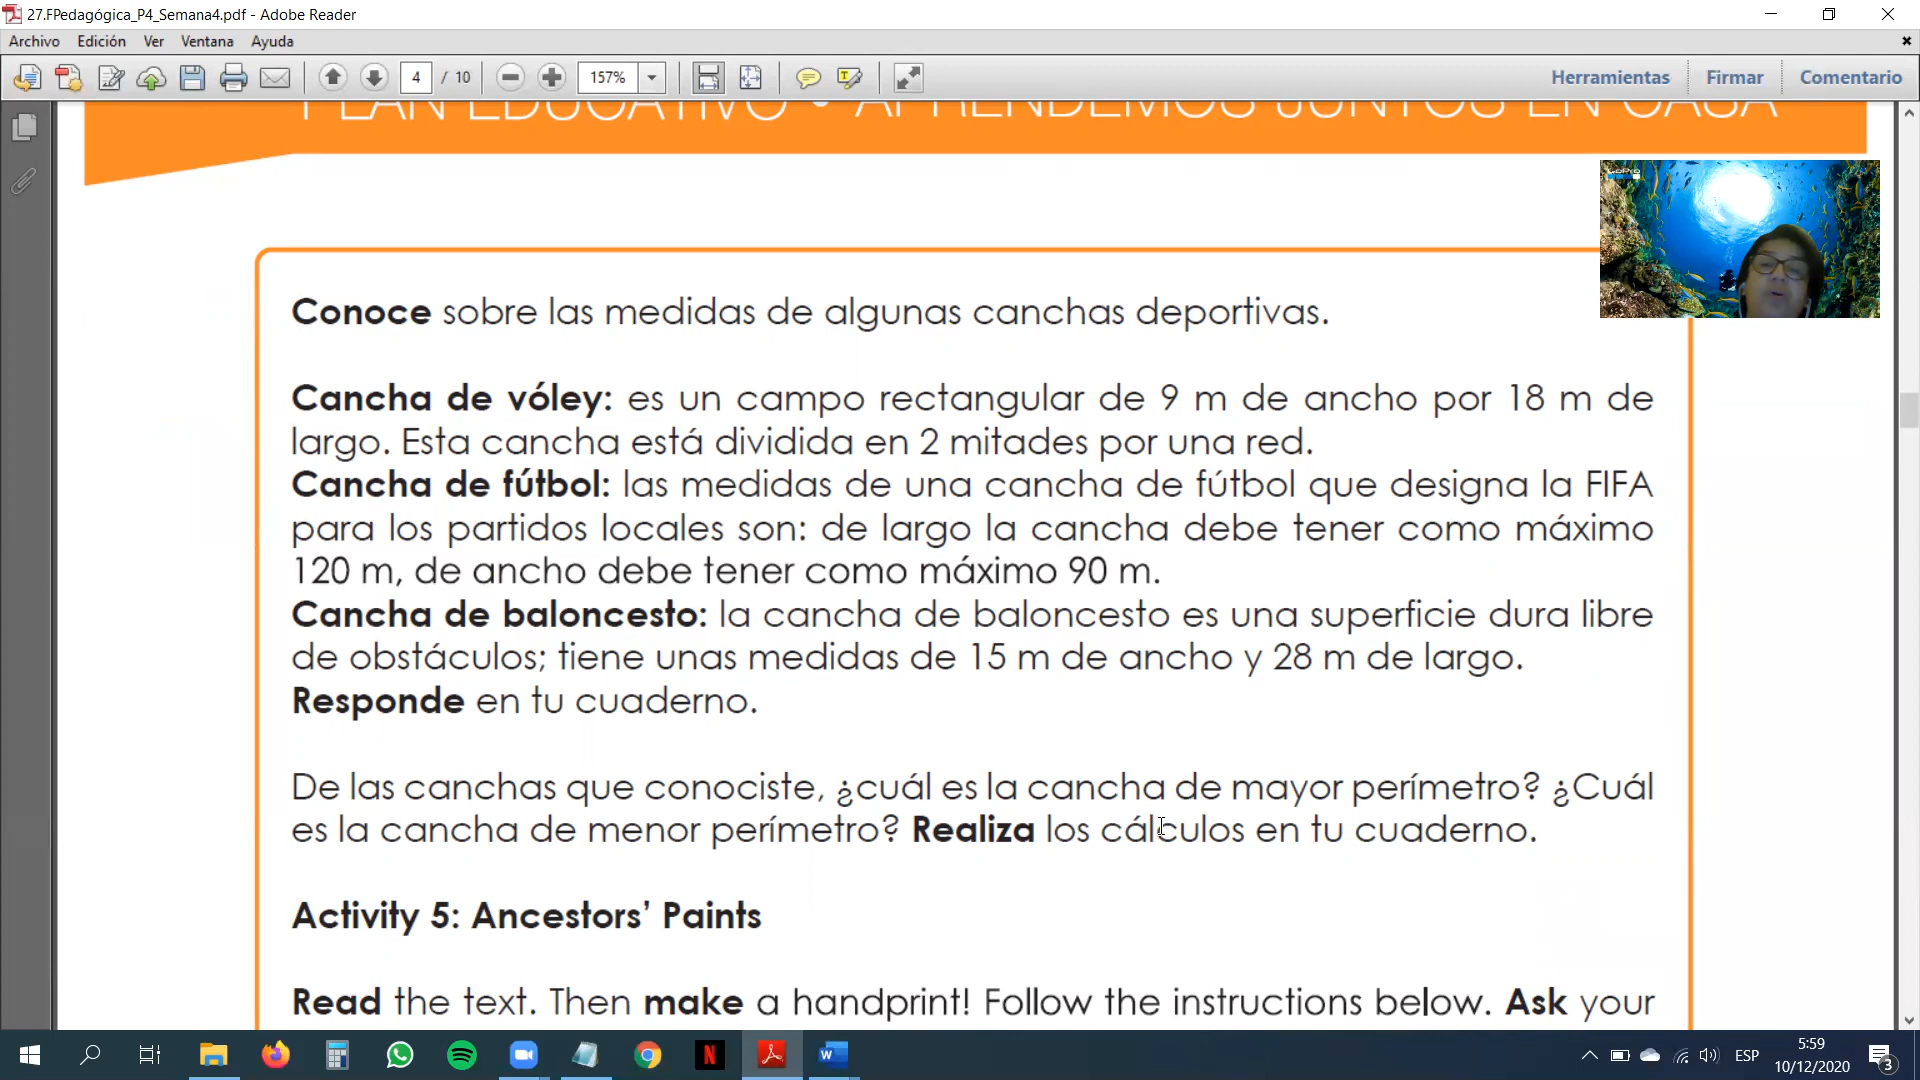 27.FPedagógica_P4_Semana4.pdf - Adobe Reader
Archivo Edición Ver Ventana Ayuda
4 / 10 157% Herramientas Firmar Comentario
PLAN EDUCATIVO • APRENDEMOS JUNTOS EN CASA
GoPro
Conoce sobre las medidas de algunas canchas deportivas.
Cancha de vóley: es un campo rectangular de 9 m de ancho por 18 m de
largo. Esta cancha está dividida en 2 mitades por una red.
Cancha de fútbol: las medidas de una cancha de fútbol que designa la FIFA
para los partidos locales son: de largo la cancha debe tener como máximo
120 m, de ancho debe tener como máximo 90 m.
Cancha de baloncesto: la cancha de baloncesto es una superficie dura libre
de obstáculos; tiene unas medidas de 15 m de ancho y 28 m de largo.
Responde en tu cuaderno.
De las canchas que conociste, ¿cuál es la cancha de mayor perímetro? ¿Cuál
es la cancha de menor perímetro? Realiza los cálculos en tu cuaderno.
Activity 5: Ancestors’ Paints
Read the text. Then make a handprint! Follow the instructions below. Ask your
ESP
5:59
10/12/2020
3